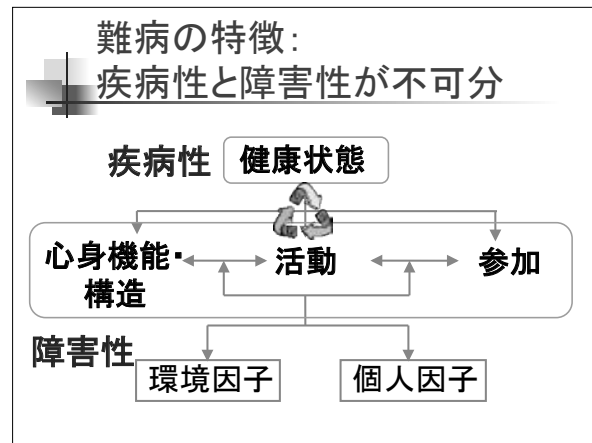 難病の特徴：
疾病性と障害性が不可分
疾病性
健康状態
心身機能・
構造
活動
参加
障害性
環境因子
個人因子